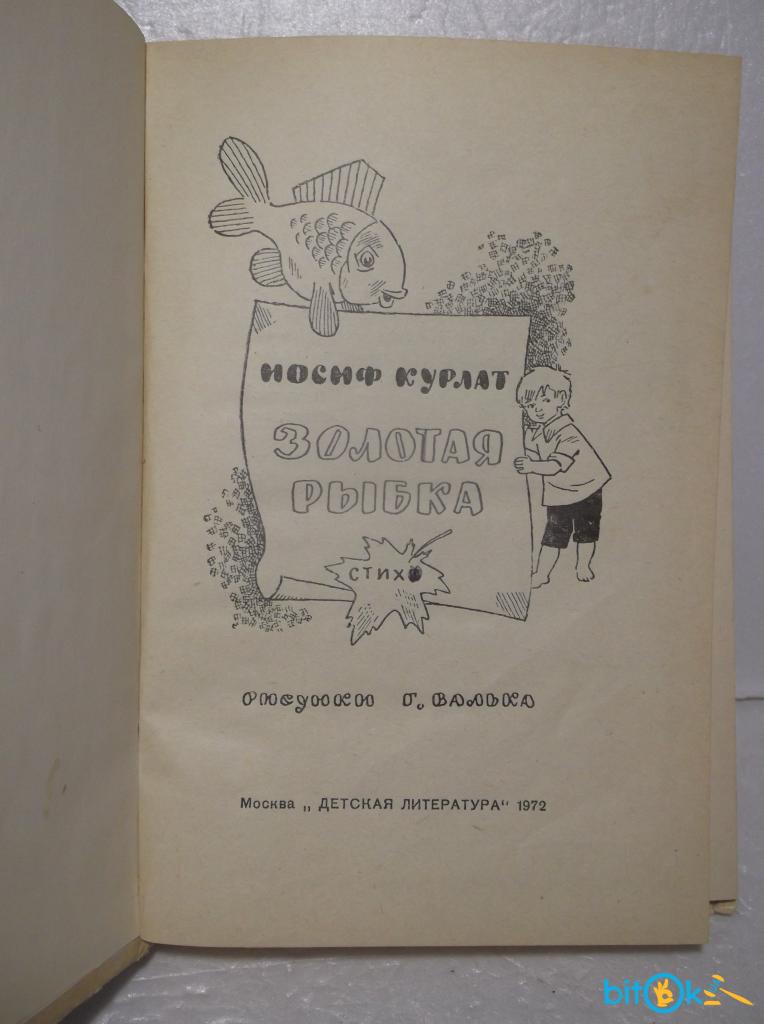 ИОСИФ КУРЛАТ
ЗОЛОТАЯ
РЫБКА
СТИХИ
РИСУНКИ Г. ВАЛЬКА
Москва „ ДЕТСКАЯ ЛИТЕРАТУРА“ 1972
bitOk